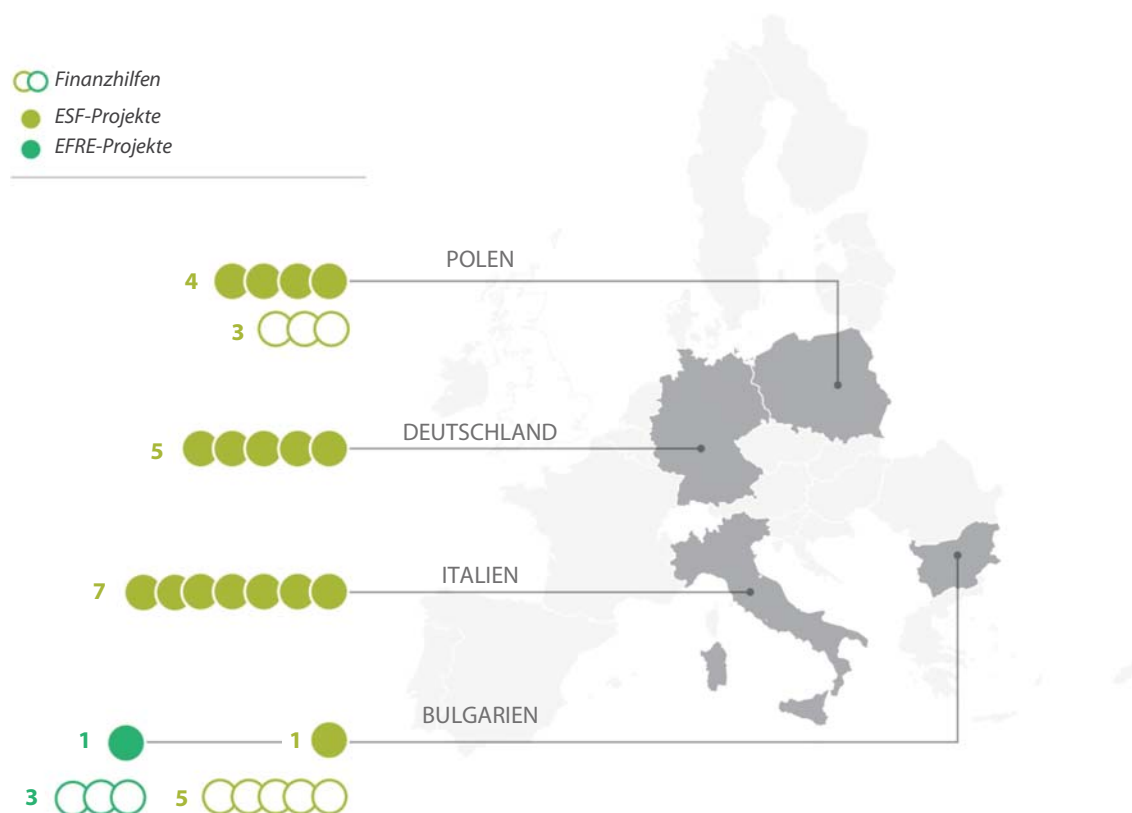 Finanzhilfen
ESF-Projekte
EFRE-Projekte
4
POLEN
3
5
DEUTSCHLAND
7
ITALIEN
BULGARIEN
1
1
3
5